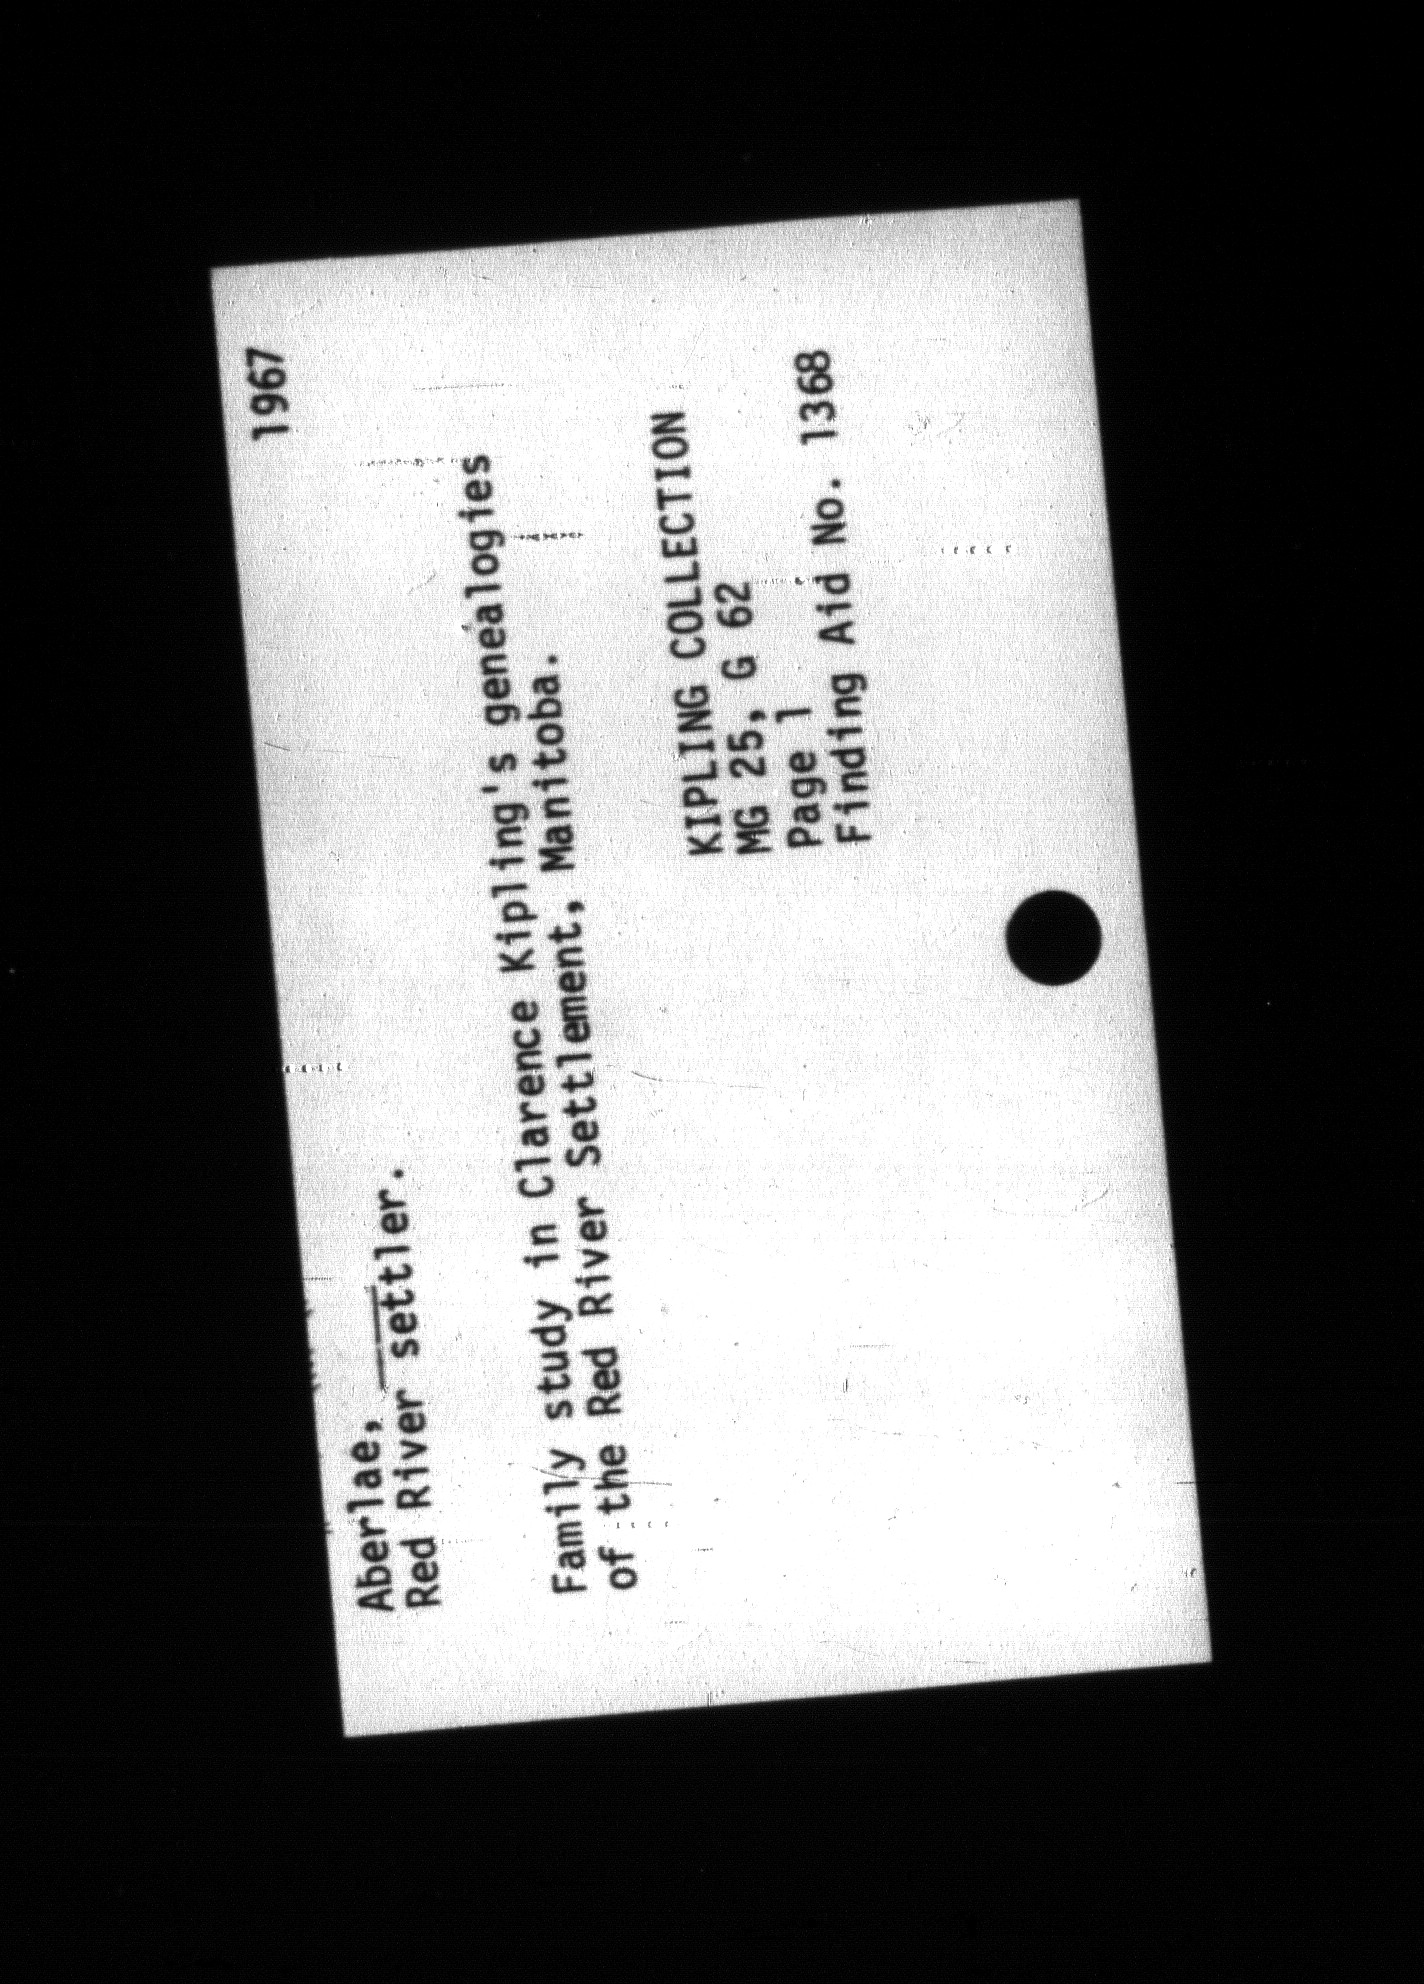 1967
Aberlae, ____
Red River settler.
Family study in Clarence Kipling's genealogies
of the Red River Settlement, Manitoba.
KIPLING COLLECTION
MG 25, G 62
Page 1
Finding Aid No. 1368